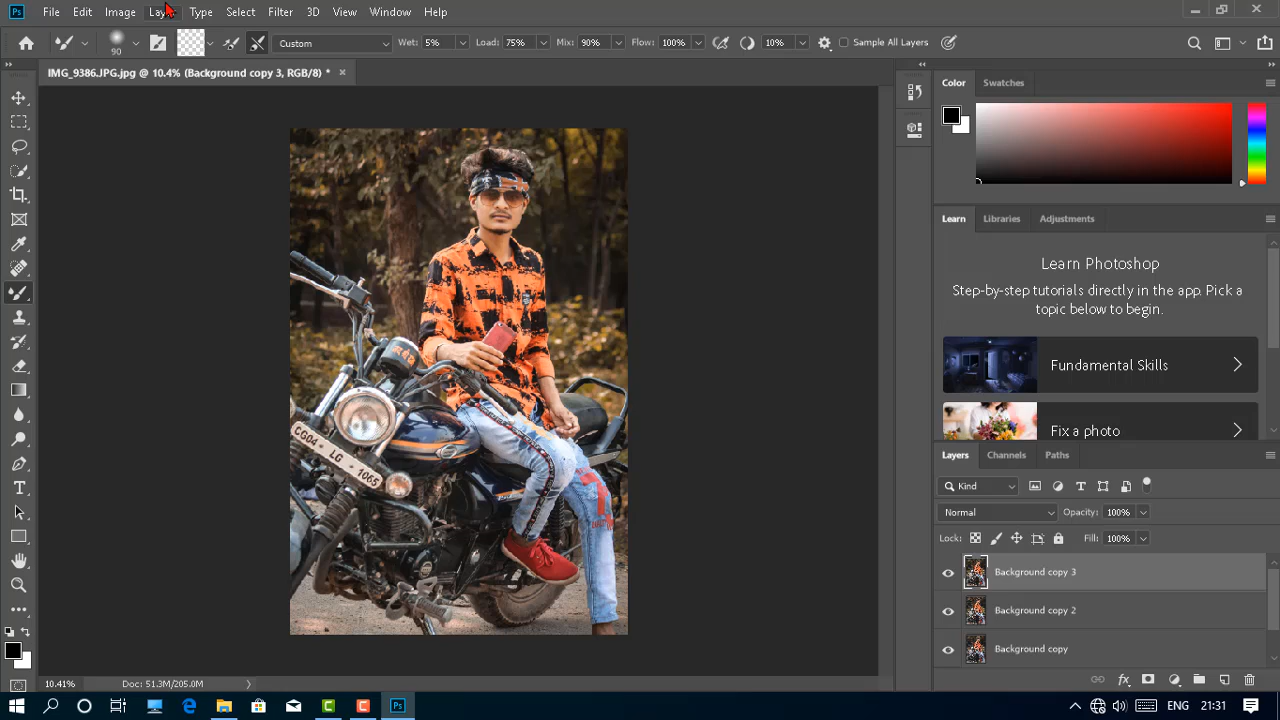 File Edit Image Layer Type Select Filter 3D View Window Help
90 Custom Wet: 5% Load: 75% Mix: 90% Flow: 100% 10% Sample All Layers
IMG_9386.JPG.jpg @ 10.4% (Background copy 3, RGB/8) *
Color Swatches
Learn Libraries Adjustments
Learn Photoshop
Step-by-step tutorials directly in the app. Pick a
topic below to begin.
Fundamental Skills
Fix a photo
CG04
LG
1065
Layers Channels Paths
Kind
Normal Opacity: 100%
Lock: Fill: 100%
Background copy 3
Background copy 2
Background copy
10.41% Doc: 51.3M/205.0M
ENG 21:31